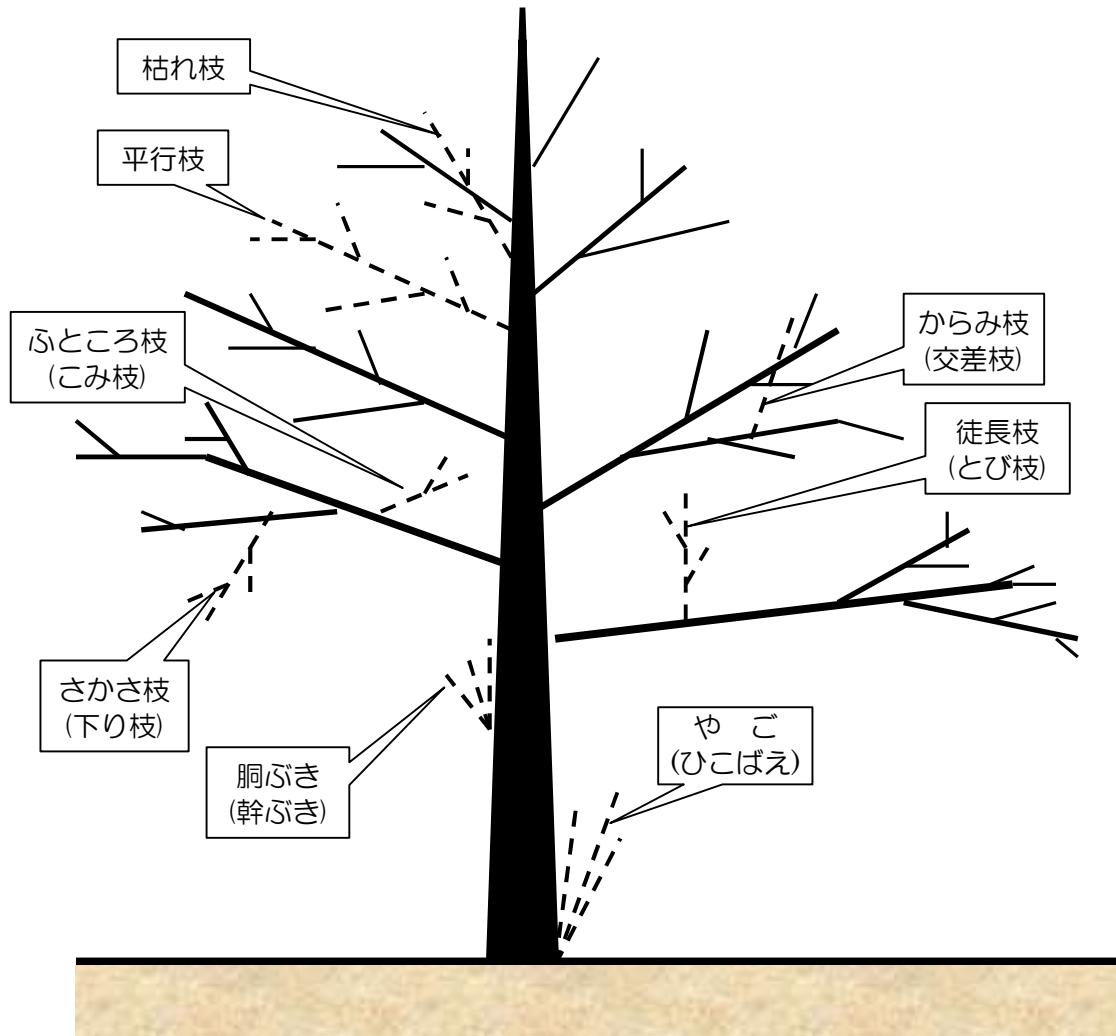 枯れ枝
平行枝
ふところ枝
(こみ枝)
からみ枝
(交差枝)
徒長枝
(とび枝)
さかさ枝
(下り枝)
胴ぶき
(幹ぶき)
や　ご
(ひこばえ)